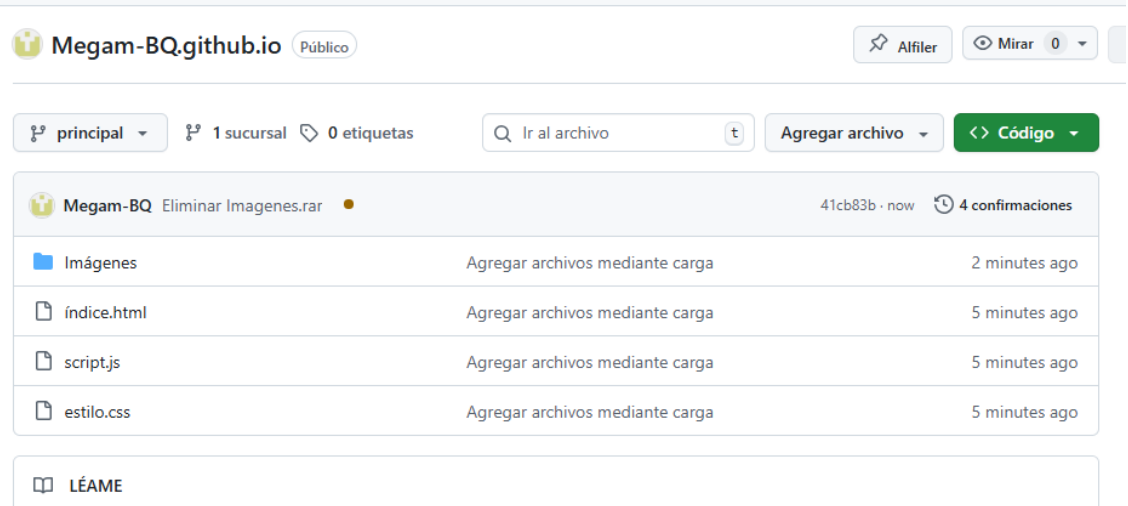 Megam-BQ.github.io Público Alfiler Mirar 0
principal 1 sucursal 0 etiquetas Ir al archivo t Agregar archivo <> Código
Megam-BQ Eliminar Imagenes.rar 41cb83b · now 4 confirmaciones
Imágenes Agregar archivos mediante carga 2 minutes ago
índice.html Agregar archivos mediante carga 5 minutes ago
script.js Agregar archivos mediante carga 5 minutes ago
estilo.css Agregar archivos mediante carga 5 minutes ago
LÉAME